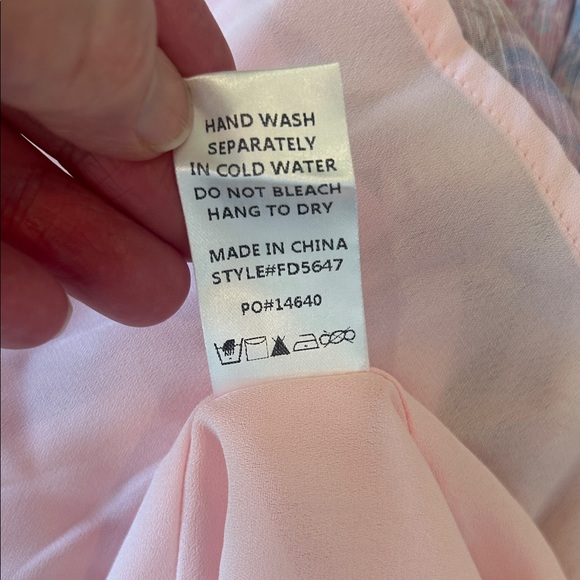 HAND WASH
SEPARATELY
IN COLD WATER
DO NOT BLEACH
HANG TO DRY
MADE IN CHINA
STYLE#FD5647
PO#14640